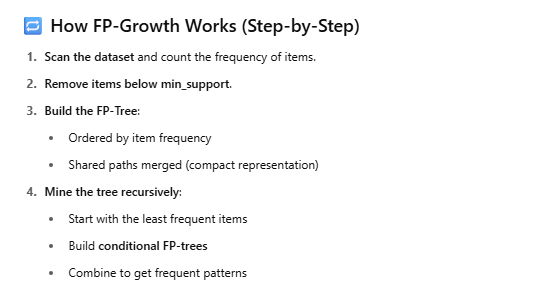 🔁 How FP-Growth Works (Step-by-Step)
1. Scan the dataset and count the frequency of items.
2. Remove items below min_support.
3. Build the FP-Tree:
• Ordered by item frequency
• Shared paths merged (compact representation)
4. Mine the tree recursively:
• Start with the least frequent items
• Build conditional FP-trees
• Combine to get frequent patterns